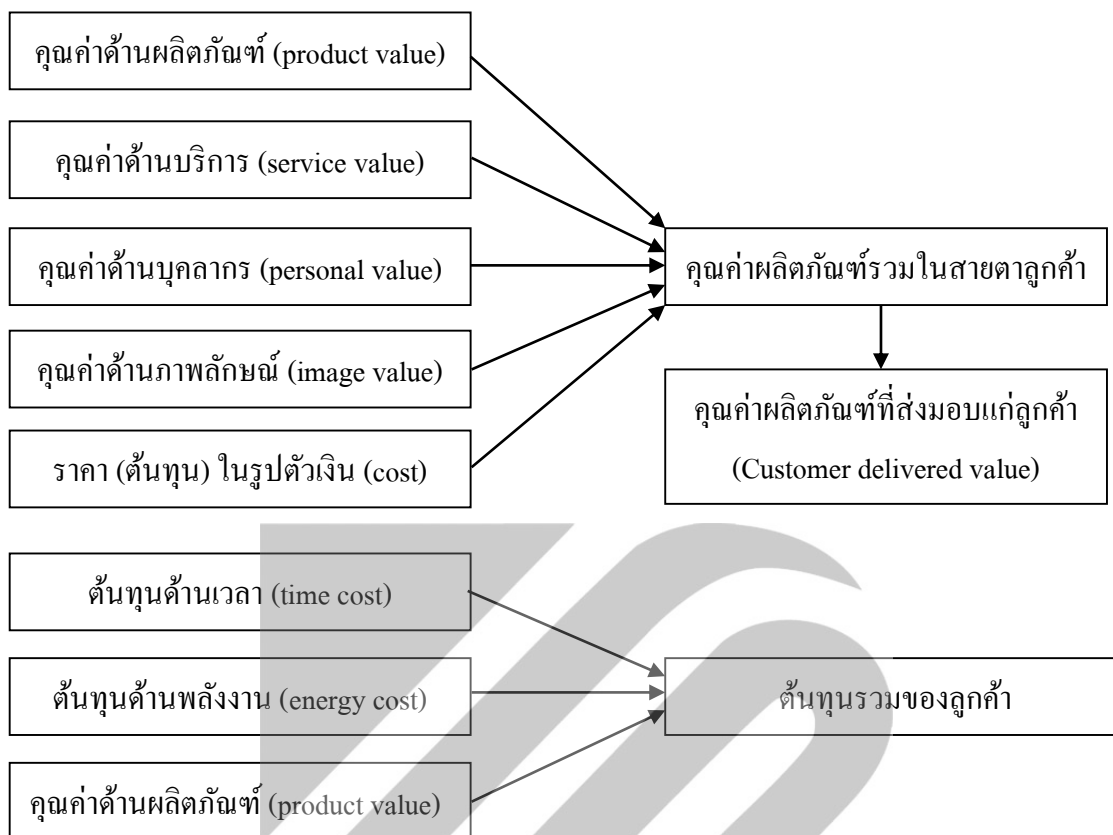 คุณค่าด้านผลิตภัณฑ์ (product value)
คุณค่าด้านบริการ (service value)
คุณค่าด้านบุคลากร (personal value)
คุณค่าด้านภาพลักษณ์ (image value)
ราคา (ต้นทุน) ในรูปตัวเงิน (cost)
คุณค่าผลิตภัณฑ์รวมในสายตาลูกค้า
คุณค่าผลิตภัณฑ์ที่ส่งมอบแก่ลูกค้า
(Customer delivered value)
ต้นทุนด้านเวลา (time cost)
ต้นทุนด้านพลังงาน (energy cost)
คุณค่าด้านผลิตภัณฑ์ (product value)
ต้นทุนรวมของลูกค้า